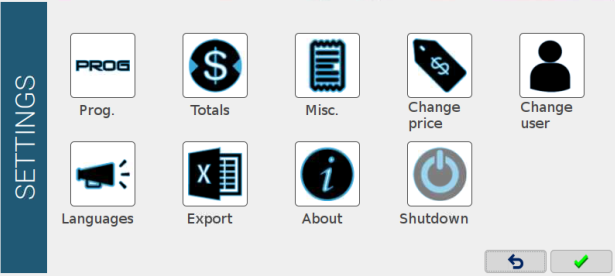 SETTINGS
PROG
Prog.
Totals
Misc.
Change
price
Change
user
Languages
X
Export
i
About
Shutdown